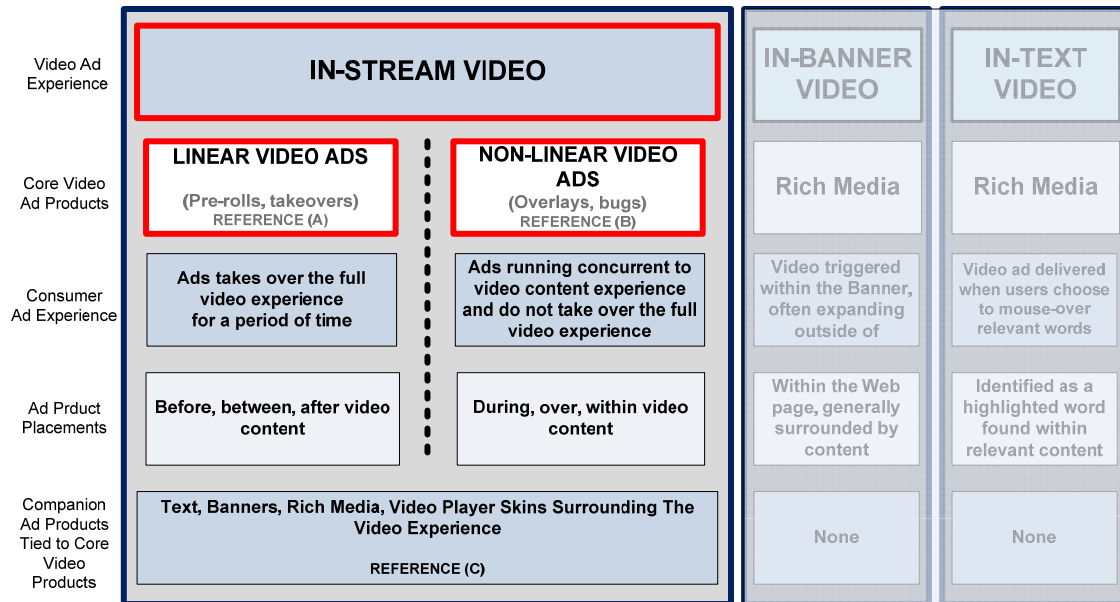 Video Ad
Experience
IN-STREAM VIDEO
IN-BANNER
VIDEO
IN-TEXT
VIDEO
Core Video
Ad Products
LINEAR VIDEO ADS
(Pre-rolls, takeovers)
REFERENCE (A)
NON-LINEAR VIDEO
ADS
(Overlays, bugs)
REFERENCE (B)
Rich Media
Rich Media
Consumer
Ad Experience
Ads takes over the full
video experience
for a period of time
Ads running concurrent to
video content experience
and do not take over the full
video experience
Video triggered
within the Banner,
often expanding
outside of
Video ad delivered
when users choose
to mouse-over
relevant words
Ad Prduct
Placements
Before, between, after video
content
During, over, within video
content
Within the Web
page, generally
surrounded by
content
Identified as a
highlighted word
found within
relevant content
Companion
Ad Products
Tied to Core
Video
Products
Text, Banners, Rich Media, Video Player Skins Surrounding The
Video Experience
REFERENCE (C)
None
None